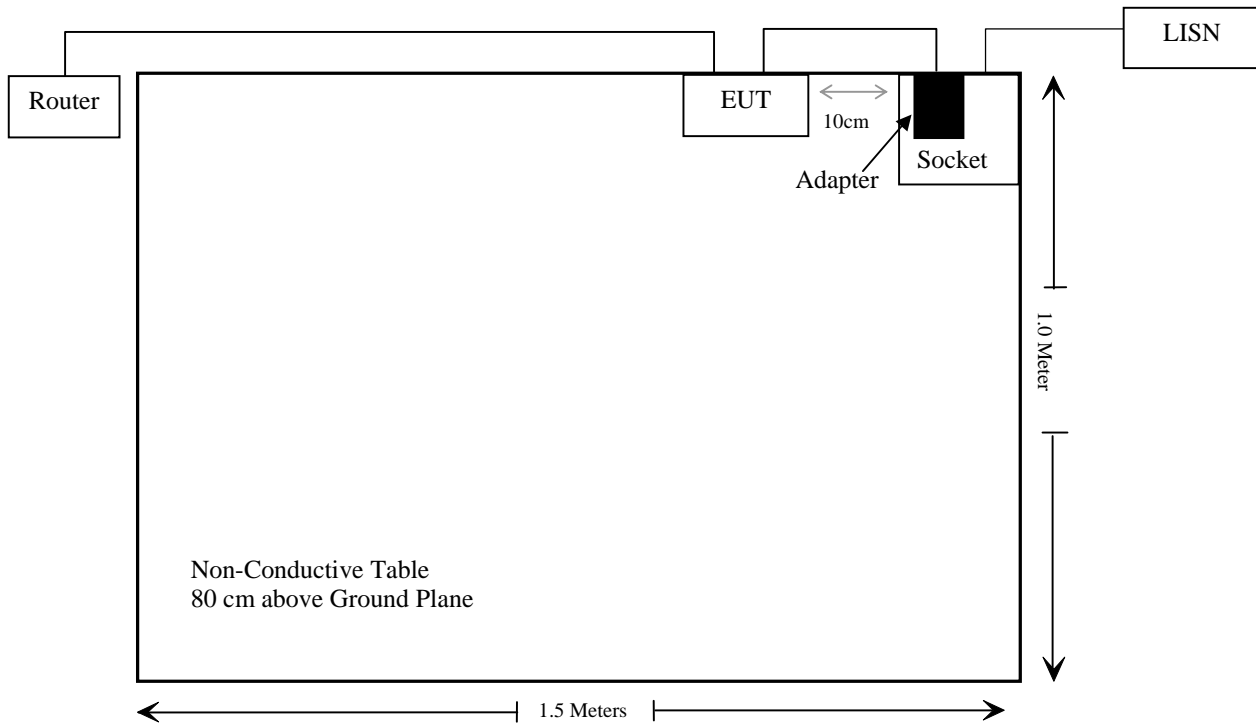 LISN
Router
EUT
10cm
Socket
Adapter
1.0 Meter
Non-Conductive Table
80 cm above Ground Plane
1.5 Meters